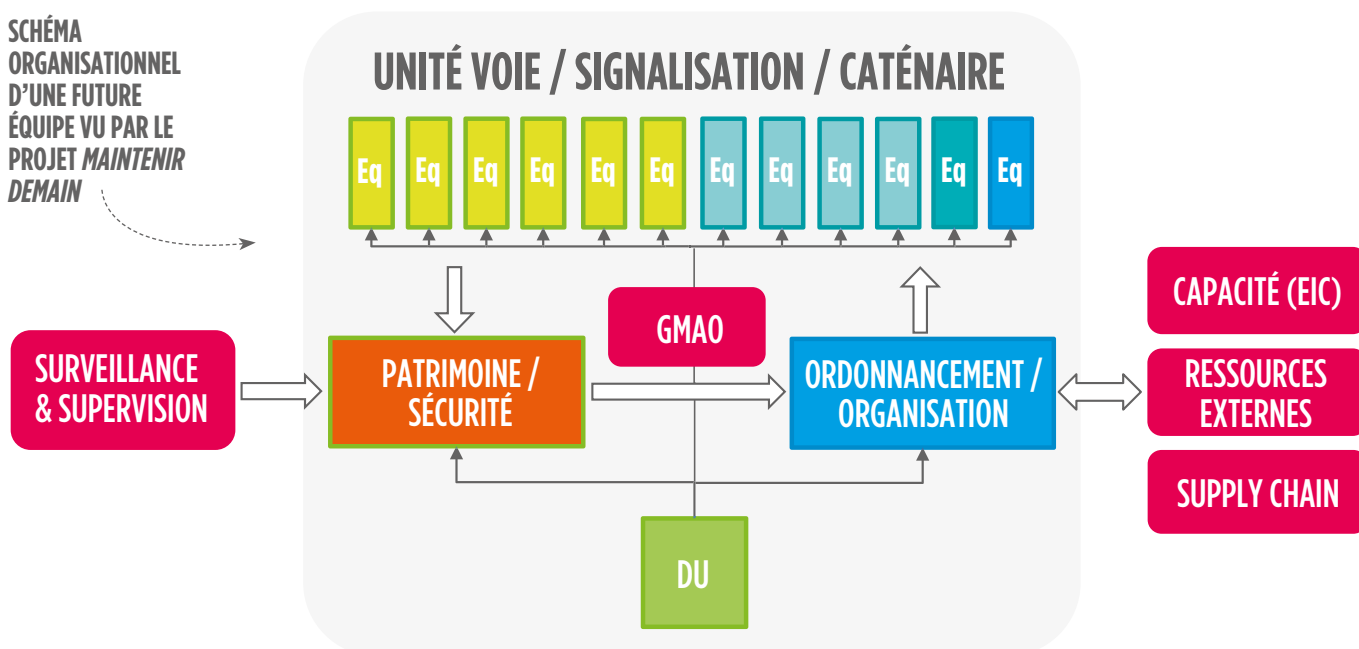 SCHÉMA
ORGANISATIONNEL
D'UNE FUTURE
ÉQUIPE VU PAR LE
PROJET MAINTENIR
DEMAIN
UNITÉ VOIE / SIGNALISATION / CATÉNAIRE
Eq Eq Eq Eq Eq Eq Eq Eq Eq Eq Eq Eq
SURVEILLANCE
& SUPERVISION
PATRIMOINE /
SÉCURITÉ
GMAO
ORDONNANCEMENT /
ORGANISATION
CAPACITÉ (EIC)
RESSOURCES
EXTERNES
SUPPLY CHAIN
DU